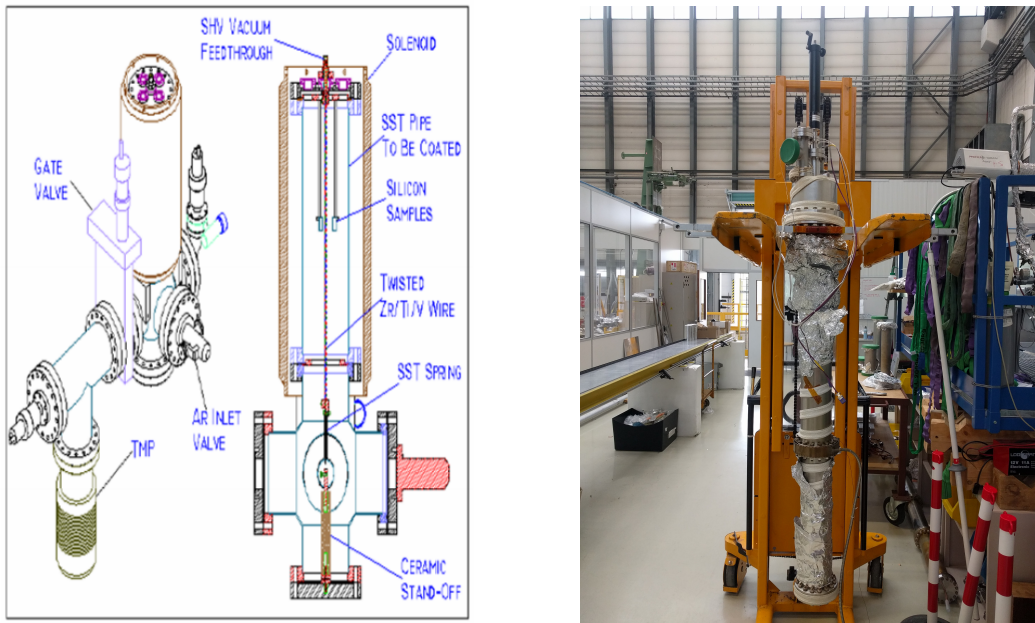 SHV VACUUM
FEEDTHROUGH
SOLENOID
SST PIPE
TO BE COATED
GATE
VALVE
SILICON
SAMPLES
TWISTED
ZR/TI/V WIRE
SST SPRING
AR INLET
VALVE
TMP
CERAMIC
STAND-OFF